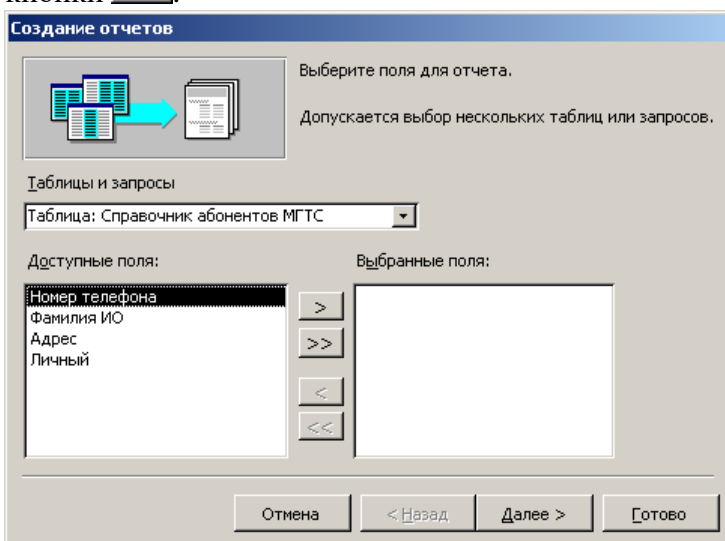 кнопки .
Создание отчетов
Выберите поля для отчета.
Допускается выбор нескольких таблиц или запросов.
Таблицы и запросы
Таблица: Справочник абонентов МГТС
Доступные поля:
Выбранные поля:
Номер телефона
Фамилия ИО
Адрес
Личный
>
>>
<
<<
Отмена
< Назад
Далее >
Готово